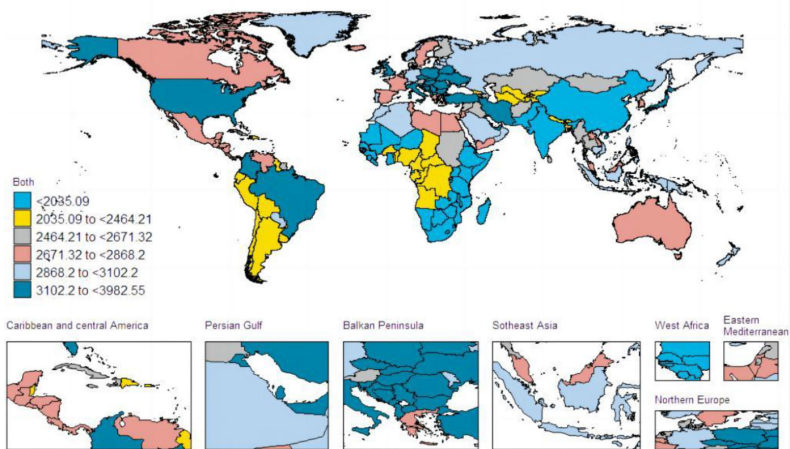 Both
<2035.09
2035.09 to <2464.21
2464.21 to <2671.32
2671.32 to <2868.2
2868.2 to <3102.2
3102.2 to <3982.55
Caribbean and central America
Persian Gulf
Balkan Peninsula
Sotheast Asia
West Africa
Eastern
Mediterranean
Northern Europe